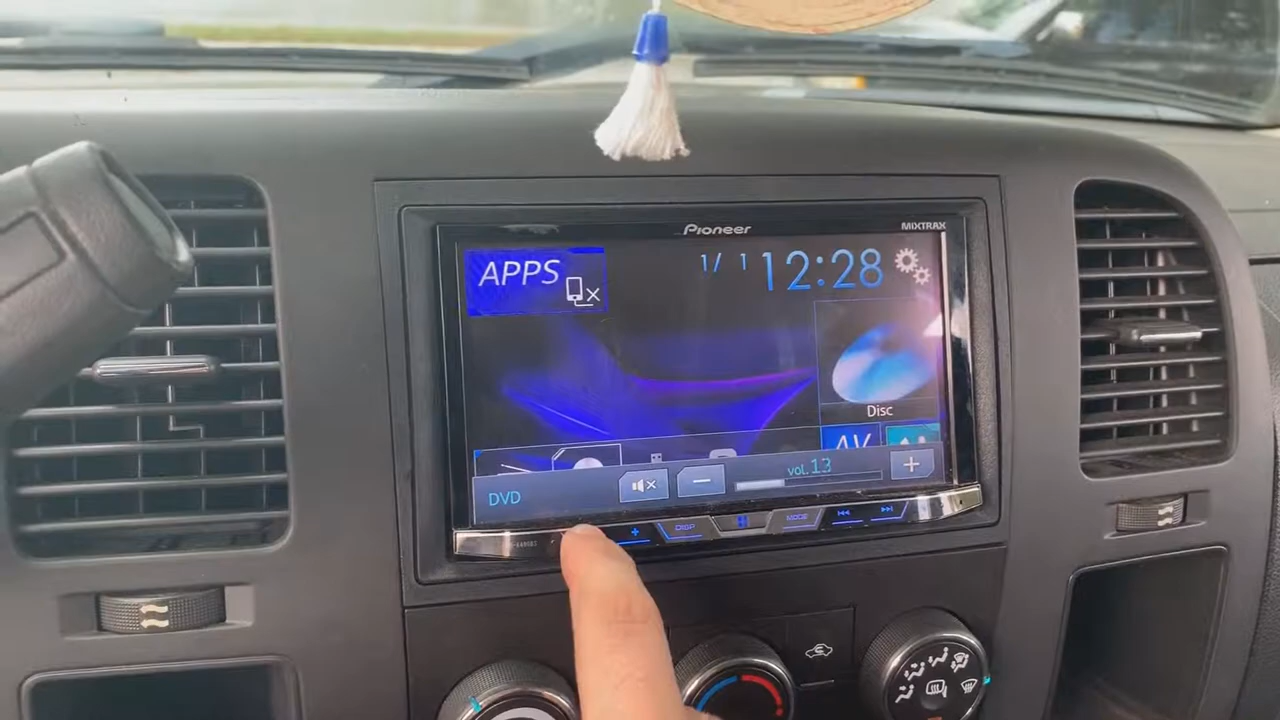 Pioneer
MIXTRAX
APPS
1/ 1
12:28
Disc
AV
vol. 13
DVD
DISP
MODE